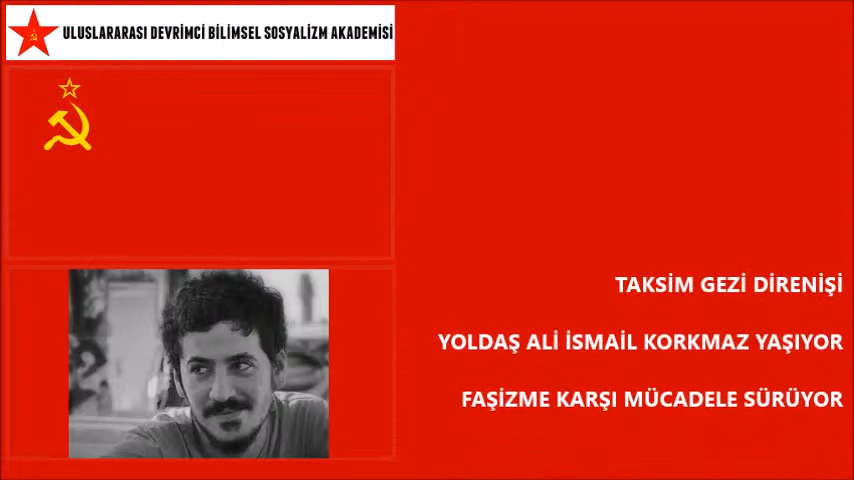 ULUSLARARASI DEVRİMCİ BİLİMSEL SOSYALİZM AKADEMİSİ
TAKSİM GEZİ DİRENİŞİ
YOLDAŞ ALİ İSMAİL KORKMAZ YAŞIYOR
FAŞİZME KARŞI MÜCADELE SÜRÜYOR